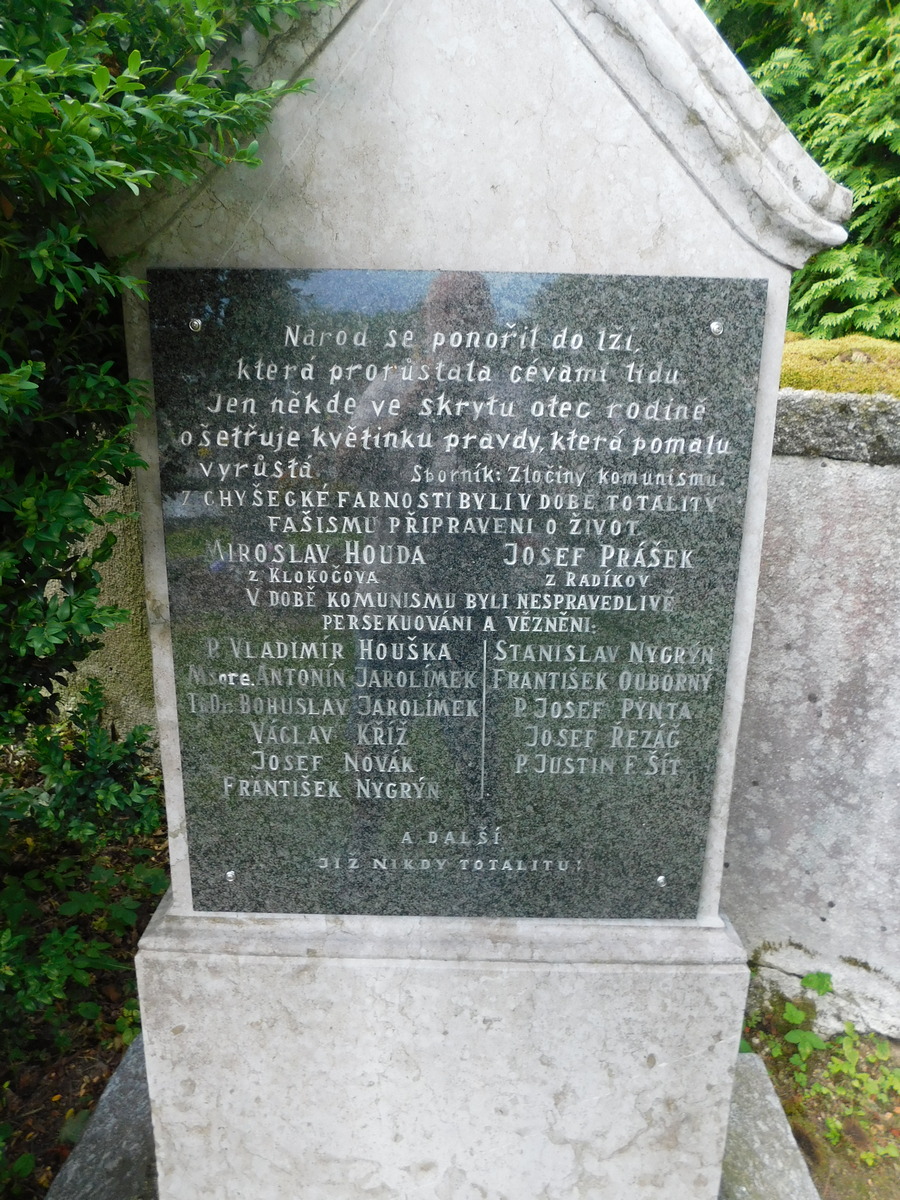 Národ se ponořil do lži,
která prorůstala cévami lidu.
Jen někde ve skrytu otec rodině
ošetřuje květinku pravdy, která pomalu
vyrůstá. Sborník: Zločiny komunismu.
Z CHYŠECKÉ FARNOSTI BYLI V DOBĚ TOTALITY
FAŠISMU PŘIPRAVENI O ŽIVOT
MIROSLAV HOUDA JOSEF PRÁŠEK
Z KLOKOČOVA Z RADÍKOV
V DOBĚ KOMUNISMU BYLI NESPRAVEDLIVĚ
PERSEKUOVÁNI A VĚZNĚNI:
P. VLADIMÍR HOUŠKA STANISLAV NYGRÝN
Msgre. ANTONÍN JAROLÍMEK FRANTIŠEK OUBORNÝ
BOHUSLAV JAROLÍMEK P. JOSEF PÝNTA
VÁCLAV KŘÍŽ JOSEF ŘEZÁČ
JOSEF NOVÁK P. JUSTIN F. ŠÍT
FRANTIŠEK NYGRÝN
A DALŠÍ
JIŽ NIKDY TOTALITU!